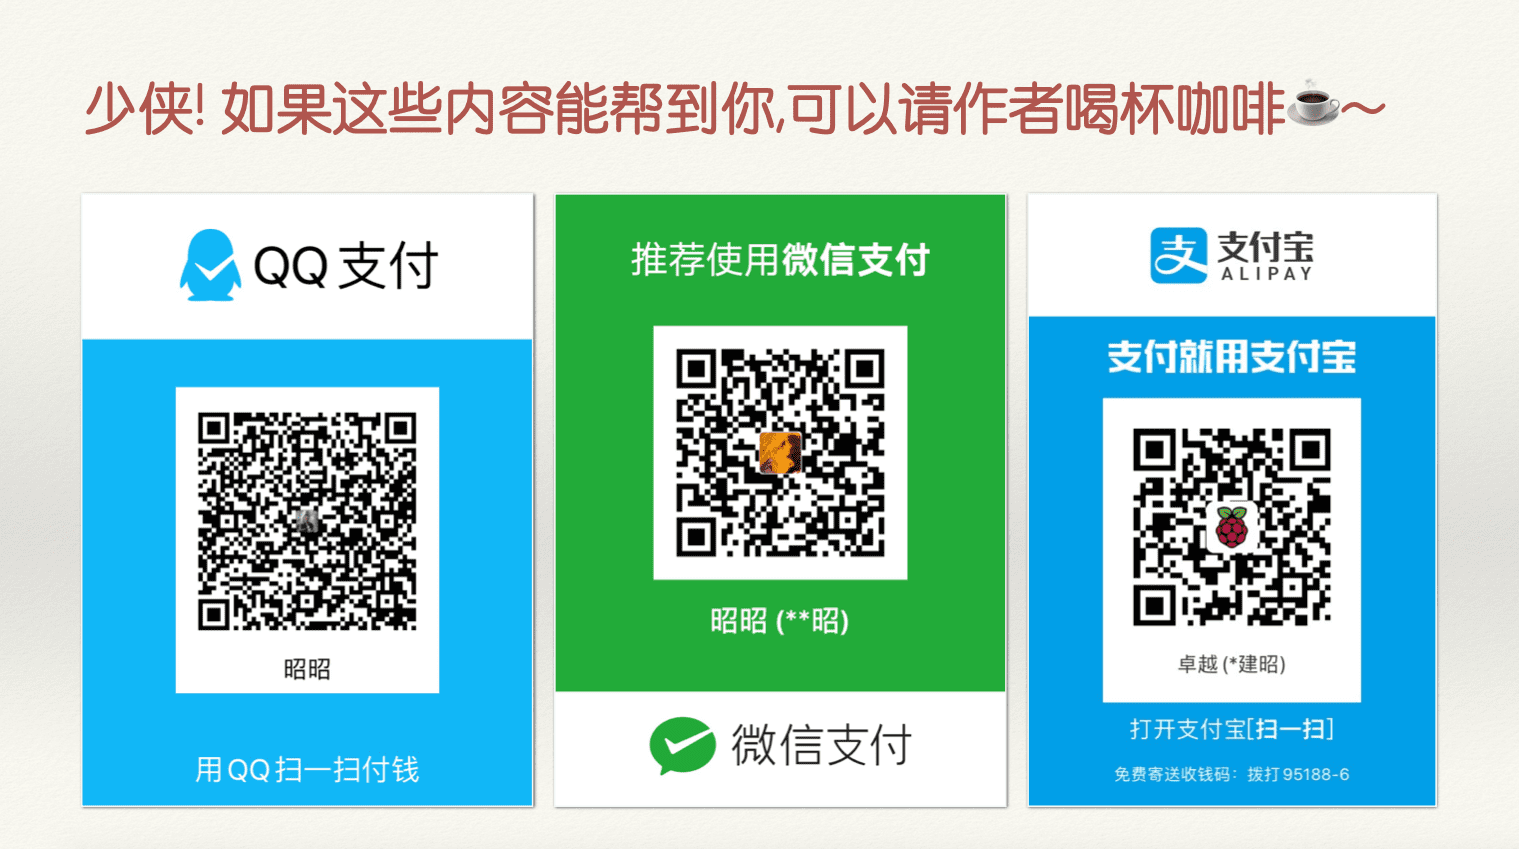 少侠! 如果这些内容能帮到你,可以请作者喝杯咖啡☕～
QQ支付
昭昭
用QQ扫一扫付钱
推荐使用微信支付
昭昭 (**昭)
微信支付
支
支付宝
ALIPAY
支付就用支付宝
卓越 (*建昭)
打开支付宝[扫一扫]
免费寄送收钱码：拨打95188-6